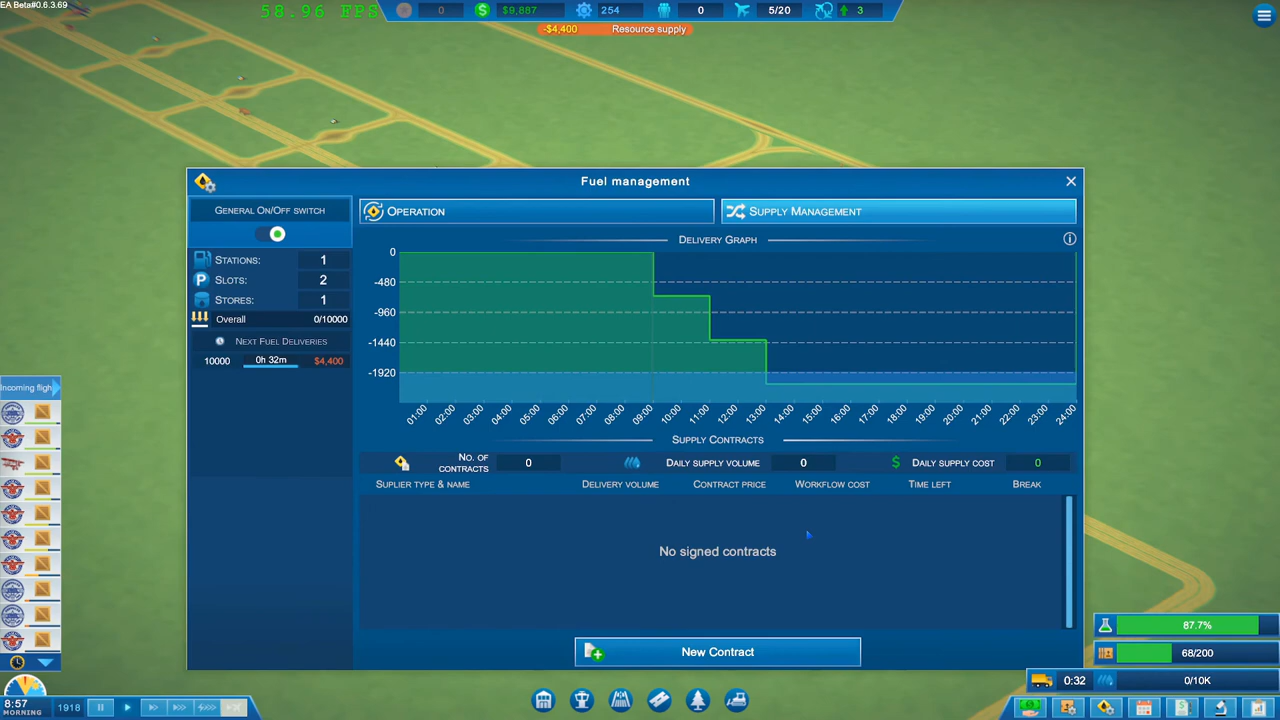 EA Beta#0.6.3.69
58.96 FPS
0
$9,887
254
0
5/20
3
-$4,400 Resource supply
Fuel management
GENERAL ON/OFF SWITCH
OPERATION
SUPPLY MANAGEMENT
STATIONS: 1
SLOTS: 2
STORES: 1
Overall 0/10000
NEXT FUEL DELIVERIES
10000 0h 32m $4,400
DELIVERY GRAPH
0
-480
-960
-1440
-1920
01:00 02:00 03:00 04:00 05:00 06:00 07:00 08:00 09:00 10:00 11:00 12:00 13:00 14:00 15:00 16:00 17:00 18:00 19:00 20:00 21:00 22:00 23:00 24:00
SUPPLY CONTRACTS
NO. OF CONTRACTS 0
DAILY SUPPLY VOLUME 0
$ DAILY SUPPLY COST 0
SUPLIER TYPE & NAME DELIVERY VOLUME CONTRACT PRICE WORKFLOW COST TIME LEFT BREAK
No signed contracts
New Contract
Incoming fligh
87.7%
68/200
0:32 0/10K
8:57
MORNING
1918